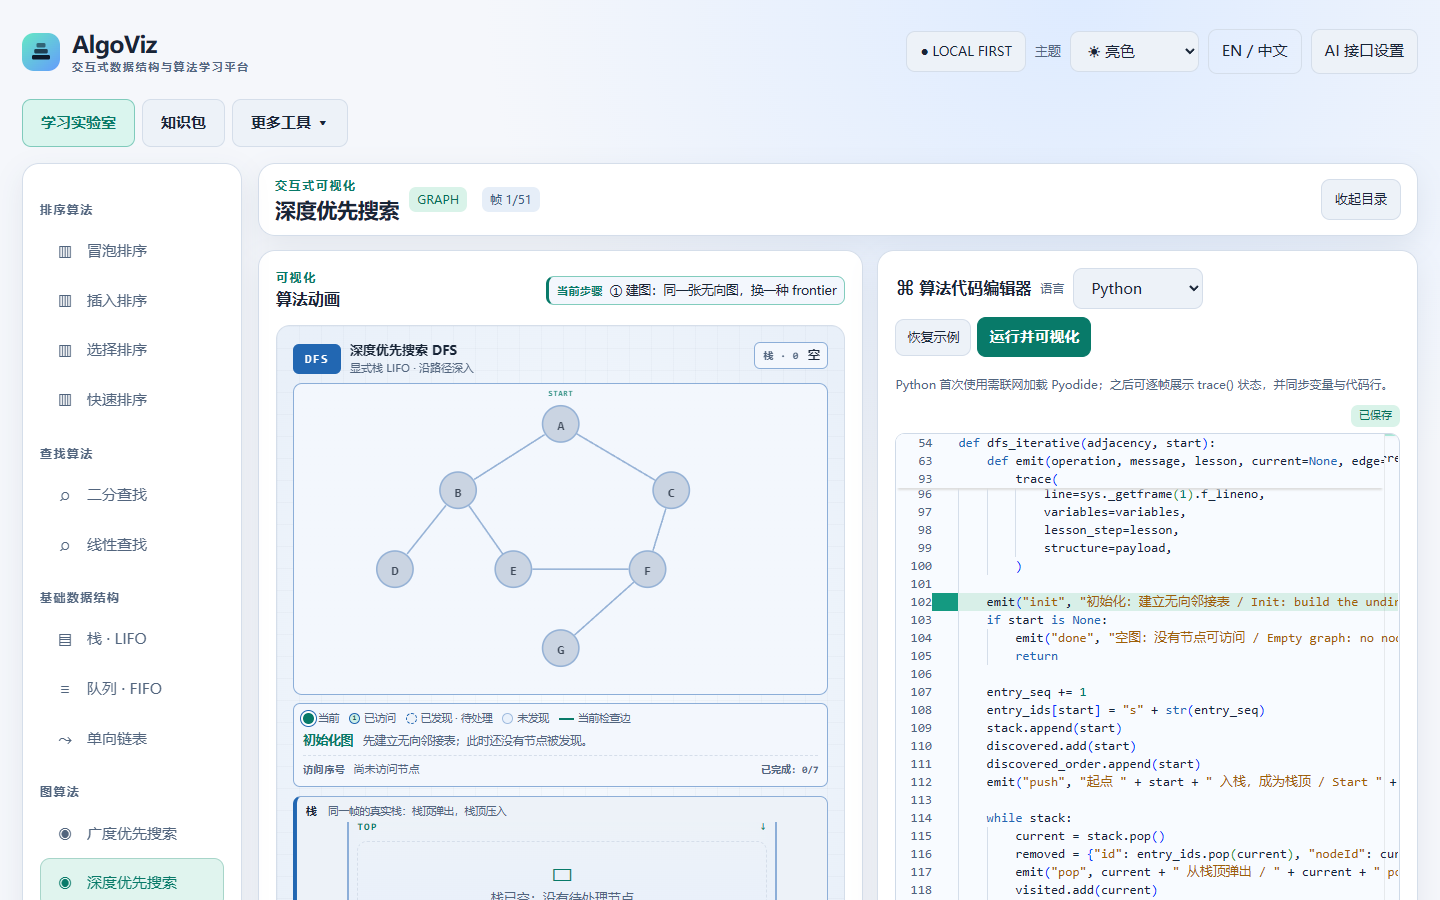 AlgoViz
交互式数据结构与算法学习平台
● LOCAL FIRST
主题
☀ 亮色
EN / 中文
AI 接口设置
学习实验室
知识包
更多工具 ▾
排序算法
冒泡排序
插入排序
选择排序
快速排序
查找算法
二分查找
线性查找
基础数据结构
栈 · LIFO
队列 · FIFO
单向链表
图算法
广度优先搜索
深度优先搜索
交互式可视化
深度优先搜索
GRAPH
帧 1/51
收起目录
可视化
算法动画
当前步骤 ① 建图：同一张无向图，换一种 frontier
DFS
深度优先搜索 DFS
显式栈 LIFO · 沿路径深入
栈 · 0 空
START
A
B
C
D
E
F
G
当前
已访问
已发现 · 待处理
未发现
当前检查边
初始化图 先建立无向邻接表；此时还没有节点被发现。
访问序号 尚未访问节点
已完成: 0/7
栈 同一帧的真实栈：栈顶弹出，栈顶压入
TOP
↓
栈已空：没有待处理节点
⌘ 算法代码编辑器
语言
Python
恢复示例
运行并可视化
Python 首次使用需联网加载 Pyodide；之后可逐帧展示 trace() 状态，并同步变量与代码行。
已保存
54 def dfs_iterative(adjacency, start):
63 def emit(operation, message, lesson, current=None, edge=
93 trace(
96 line=sys._getframe(1).f_lineno,
97 variables=variables,
98 lesson_step=lesson,
99 structure=payload,
100 )
101
102 emit("init", "初始化：建立无向邻接表 / Init: build the undir
103 if start is None:
104 emit("done", "空图：没有节点可访问 / Empty graph: no nod
105 return
106
107 entry_seq += 1
108 entry_ids[start] = "s" + str(entry_seq)
109 stack.append(start)
110 discovered.add(start)
111 discovered_order.append(start)
112 emit("push", "起点 " + start + " 入栈，成为栈顶 / Start " +
113
114 while stack:
115 current = stack.pop()
116 removed = {"id": entry_ids.pop(current), "nodeId": cur
117 emit("pop", current + " 从栈顶弹出 / " + current + " po
118 visited.add(current)